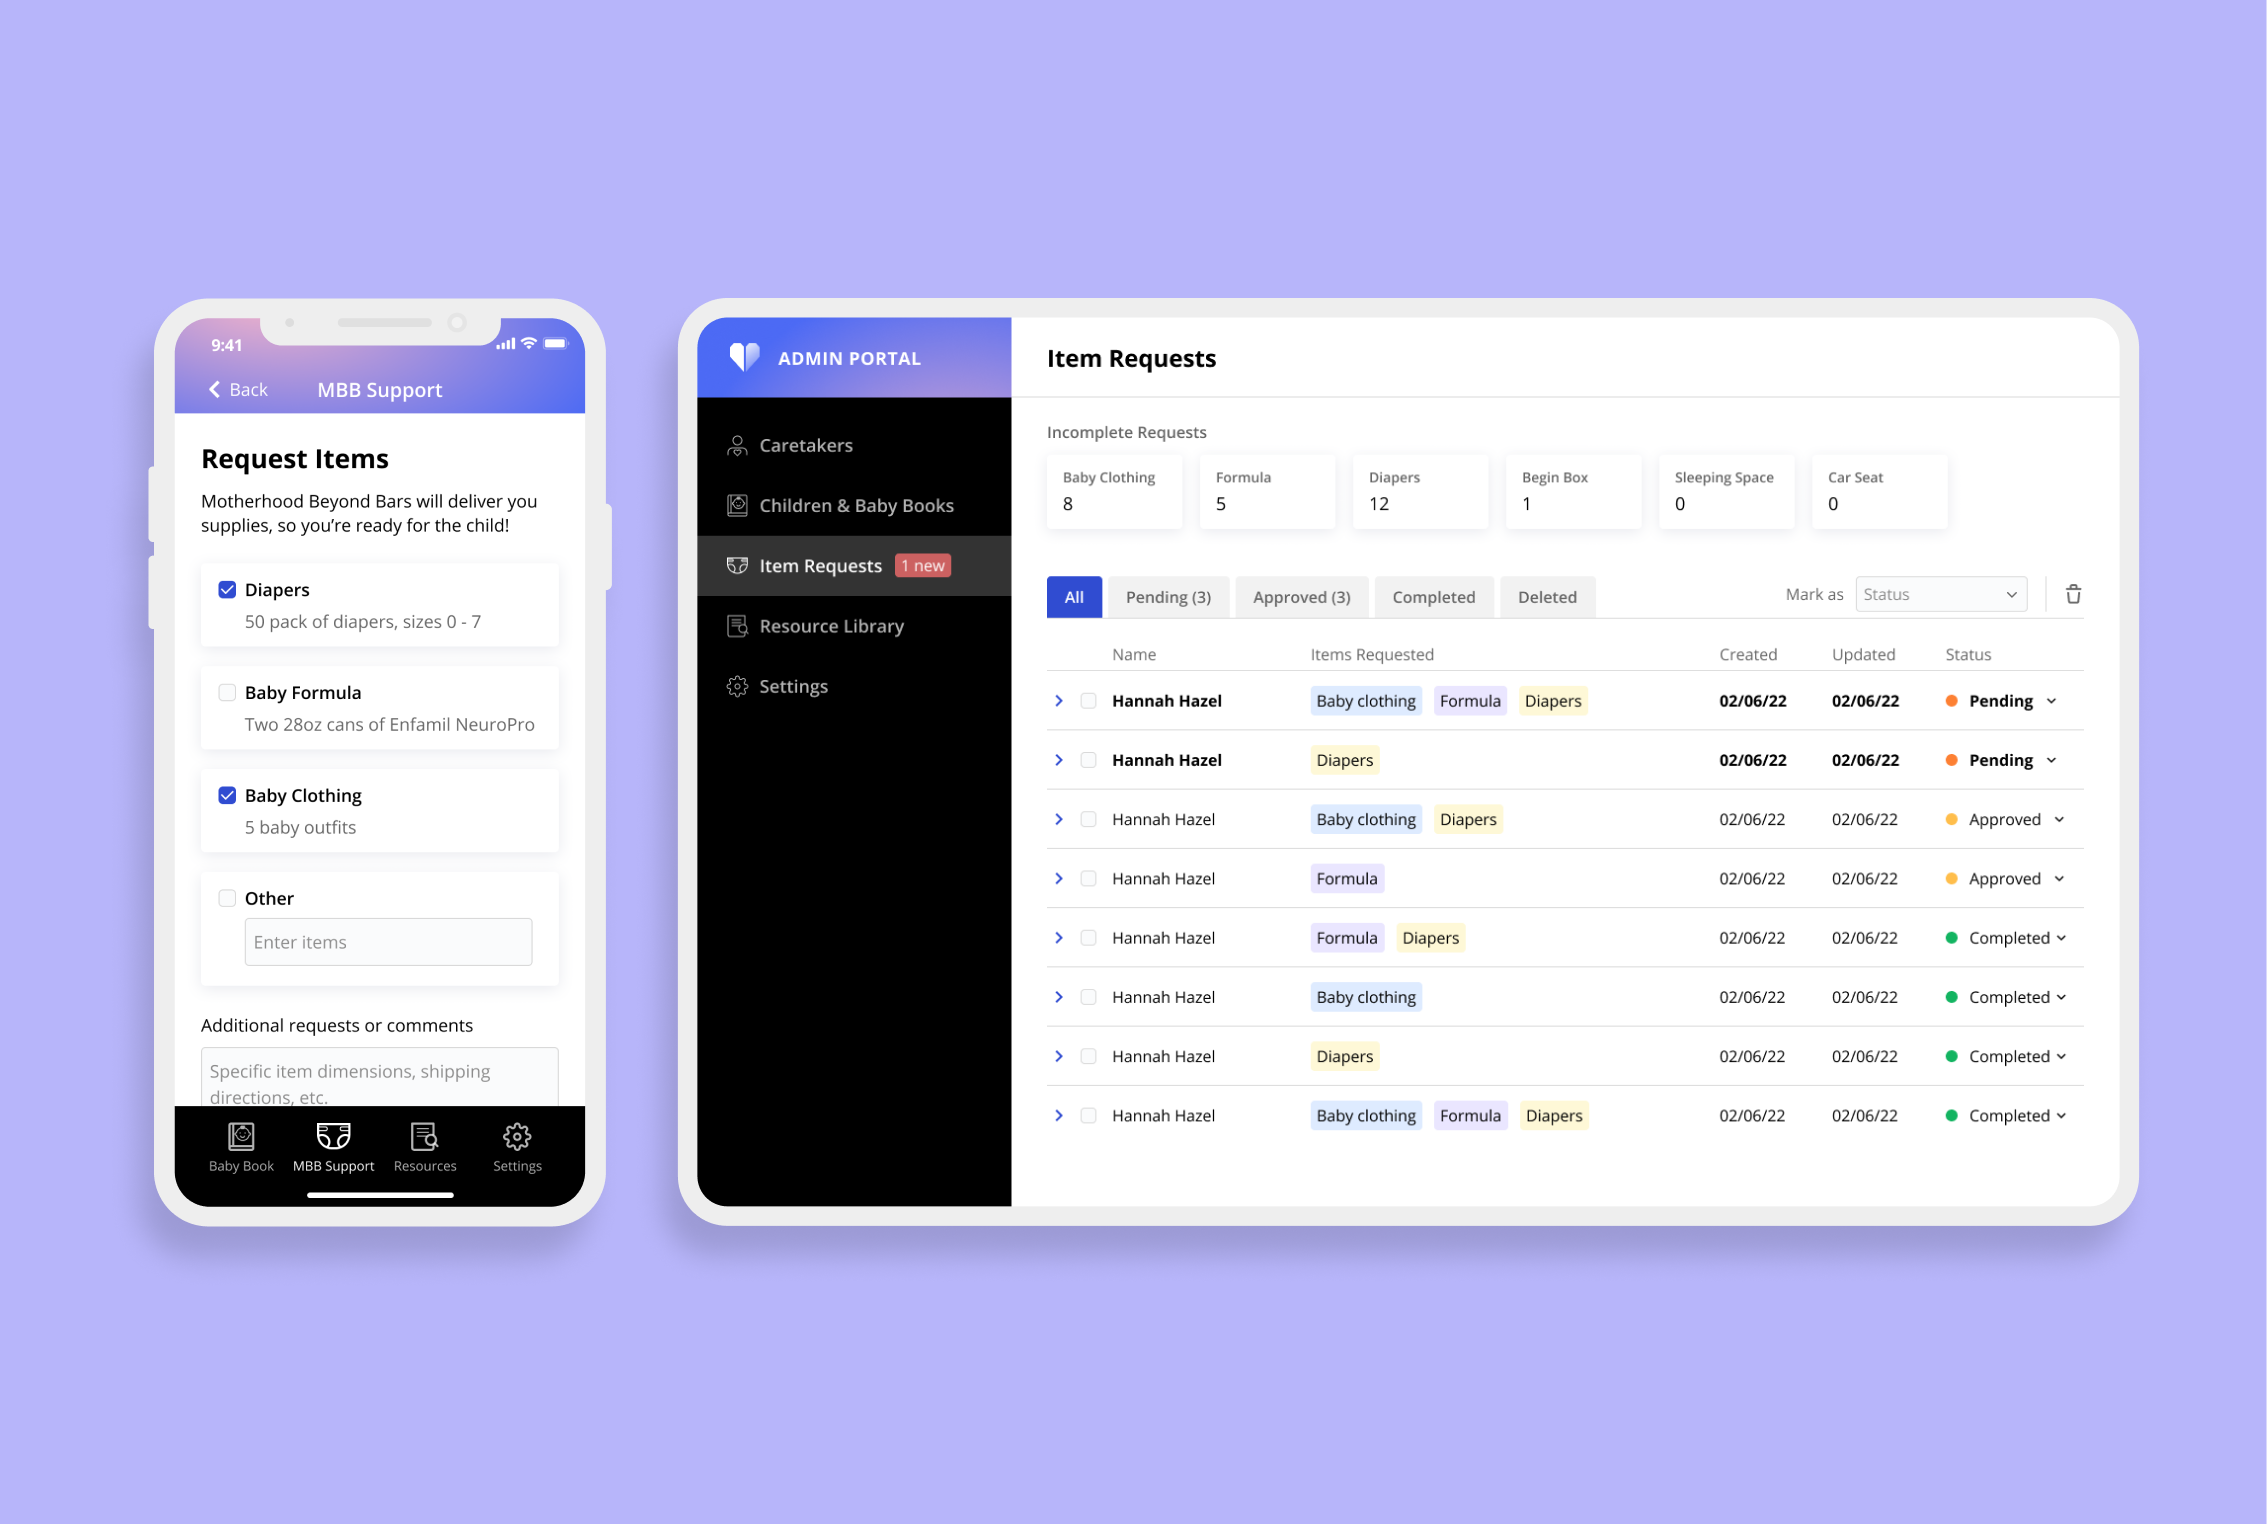 9:41
Back
MBB Support
Request Items
Motherhood Beyond Bars will deliver you
supplies, so you’re ready for the child!
Diapers
50 pack of diapers, sizes 0 - 7
Baby Formula
Two 28oz cans of Enfamil NeuroPro
Baby Clothing
5 baby outfits
Other
Enter items
Additional requests or comments
Specific item dimensions, shipping
directions, etc.
Baby Book MBB Support Resources Settings
ADMIN PORTAL
Caretakers
Children & Baby Books
Item Requests 1 new
Resource Library
Settings
Item Requests
Incomplete Requests
Baby Clothing
8
Formula
5
Diapers
12
Begin Box
1
Sleeping Space
0
Car Seat
0
All Pending (3) Approved (3) Completed Deleted
Mark as Status
Name Items Requested Created Updated Status
Hannah Hazel Baby clothing Formula Diapers 02/06/22 02/06/22 Pending
Hannah Hazel Diapers 02/06/22 02/06/22 Pending
Hannah Hazel Baby clothing Diapers 02/06/22 02/06/22 Approved
Hannah Hazel Formula 02/06/22 02/06/22 Approved
Hannah Hazel Formula Diapers 02/06/22 02/06/22 Completed
Hannah Hazel Baby clothing 02/06/22 02/06/22 Completed
Hannah Hazel Diapers 02/06/22 02/06/22 Completed
Hannah Hazel Baby clothing Formula Diapers 02/06/22 02/06/22 Completed